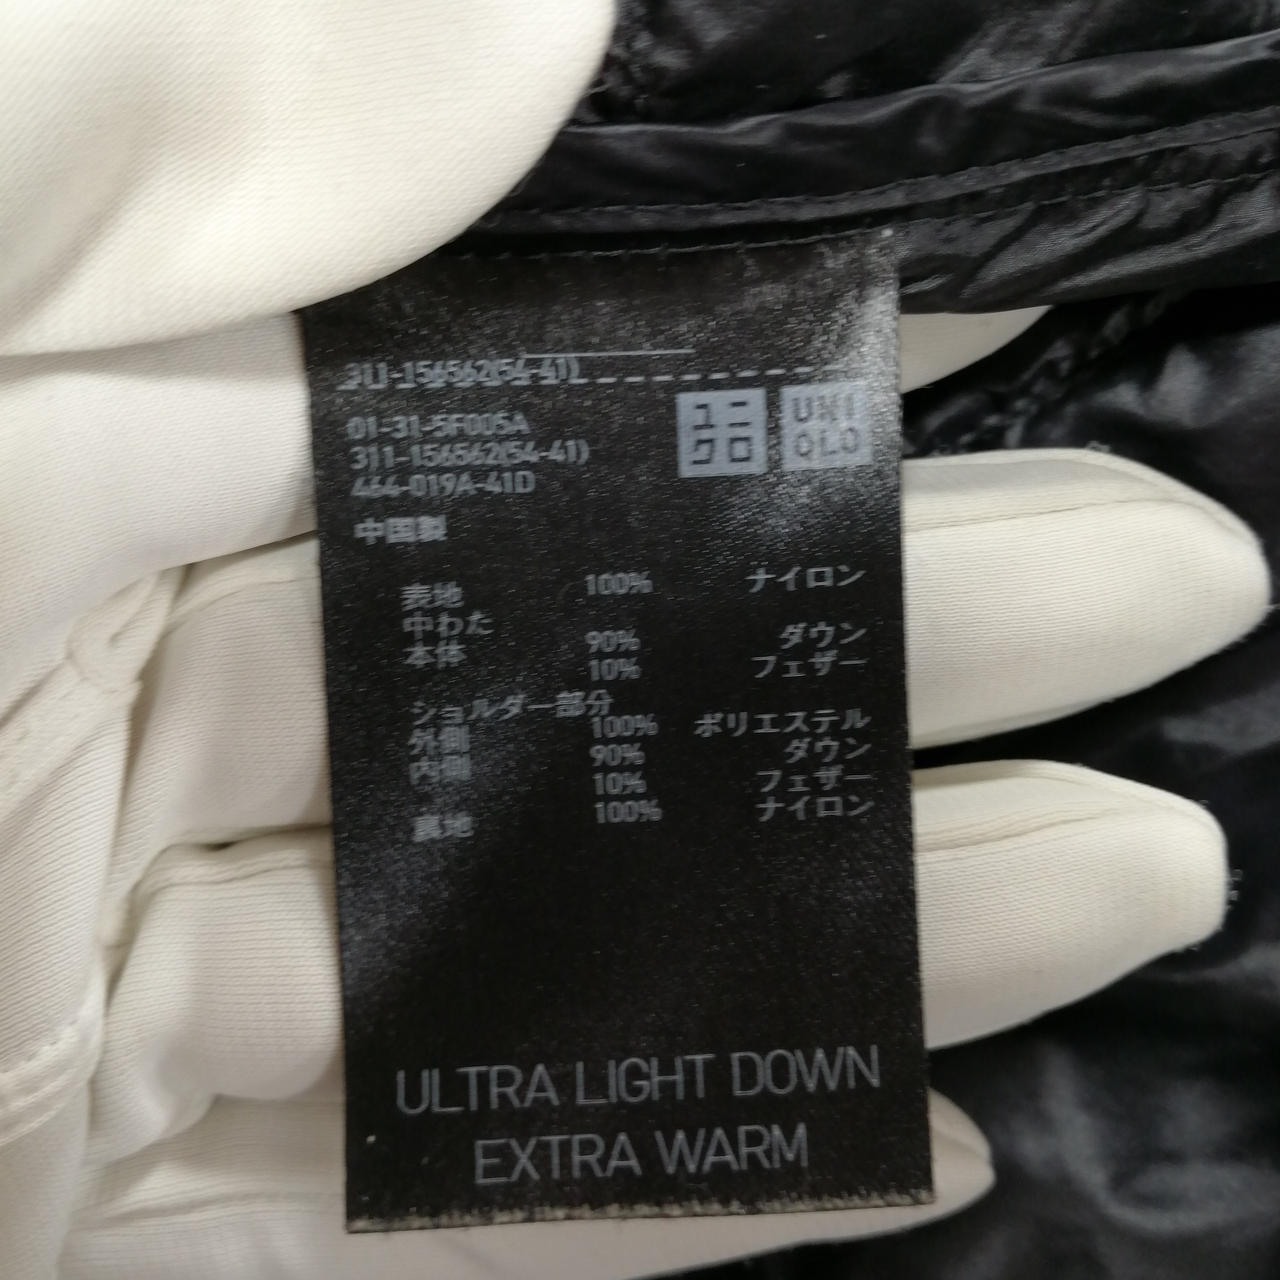 311-156562(54-41)
ユニ UNI
クロ QLO
01-31-5F005A
311-156562(54-41)
464-019A-41D
中国製
表地 100% ナイロン
中わた
本体 90% ダウン
10% フェザー
ショルダー部分
外側 100% ポリエステル
内側 90% ダウン
10% フェザー
裏地 100% ナイロン
ULTRA LIGHT DOWN
EXTRA WARM